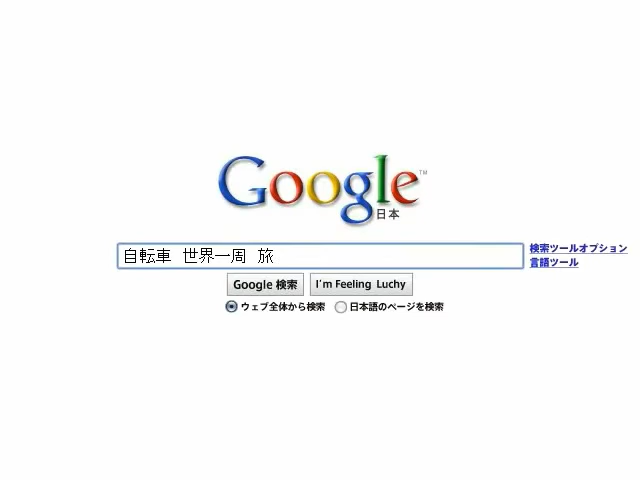 Google™
日本
自転車 世界一周 旅
検索ツールオプション
言語ツール
Google 検索 I'm Feeling Luchy
ウェブ全体から検索 日本語のページを検索